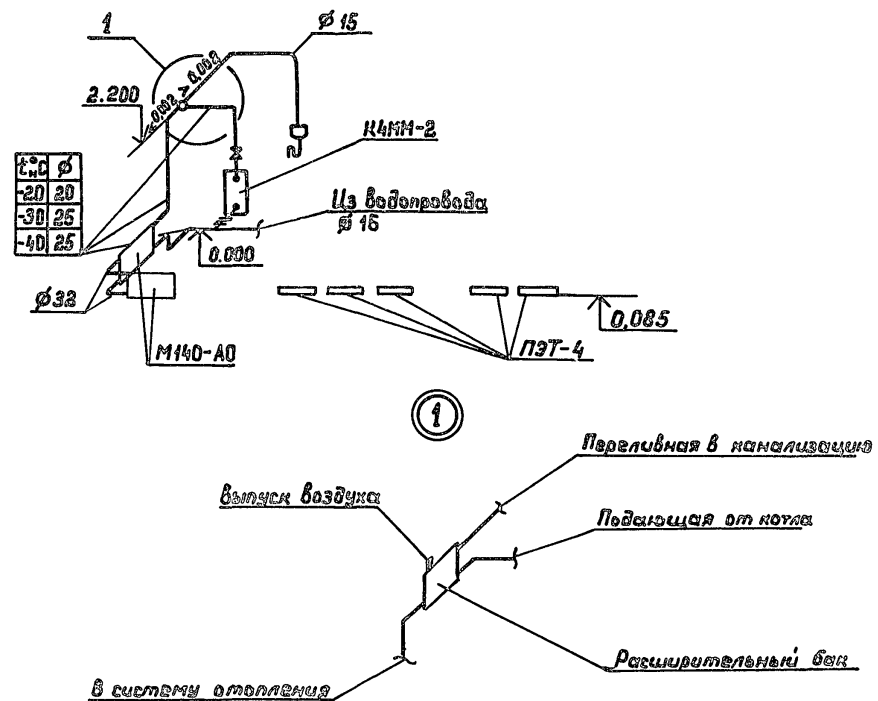 1
Ø 15
0,002 > 0,002
2.200
К4ММ-2
tн°С Ø
-20 20
-30 25
-40 25
Из водопровода
Ø 15
0.000
Ø32
0,085
М140-АО
ПЭТ-4
1
Переливная в канализацию
Выпуск воздуха
Подающая от котла
Расширительный бак
В систему отопления